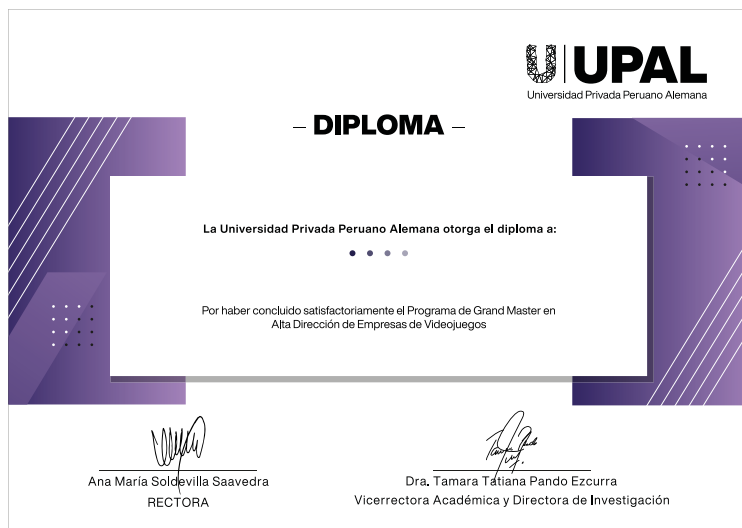 UPAL
Universidad Privada Peruano Alemana
– DIPLOMA –
La Universidad Privada Peruano Alemana otorga el diploma a:
Por haber concluido satisfactoriamente el Programa de Grand Master en
Alta Dirección de Empresas de Videojuegos
Ana María Soldevilla Saavedra
RECTORA
Dra. Tamara Tatiana Pando Ezcurra
Vicerrectora Académica y Directora de Investigación